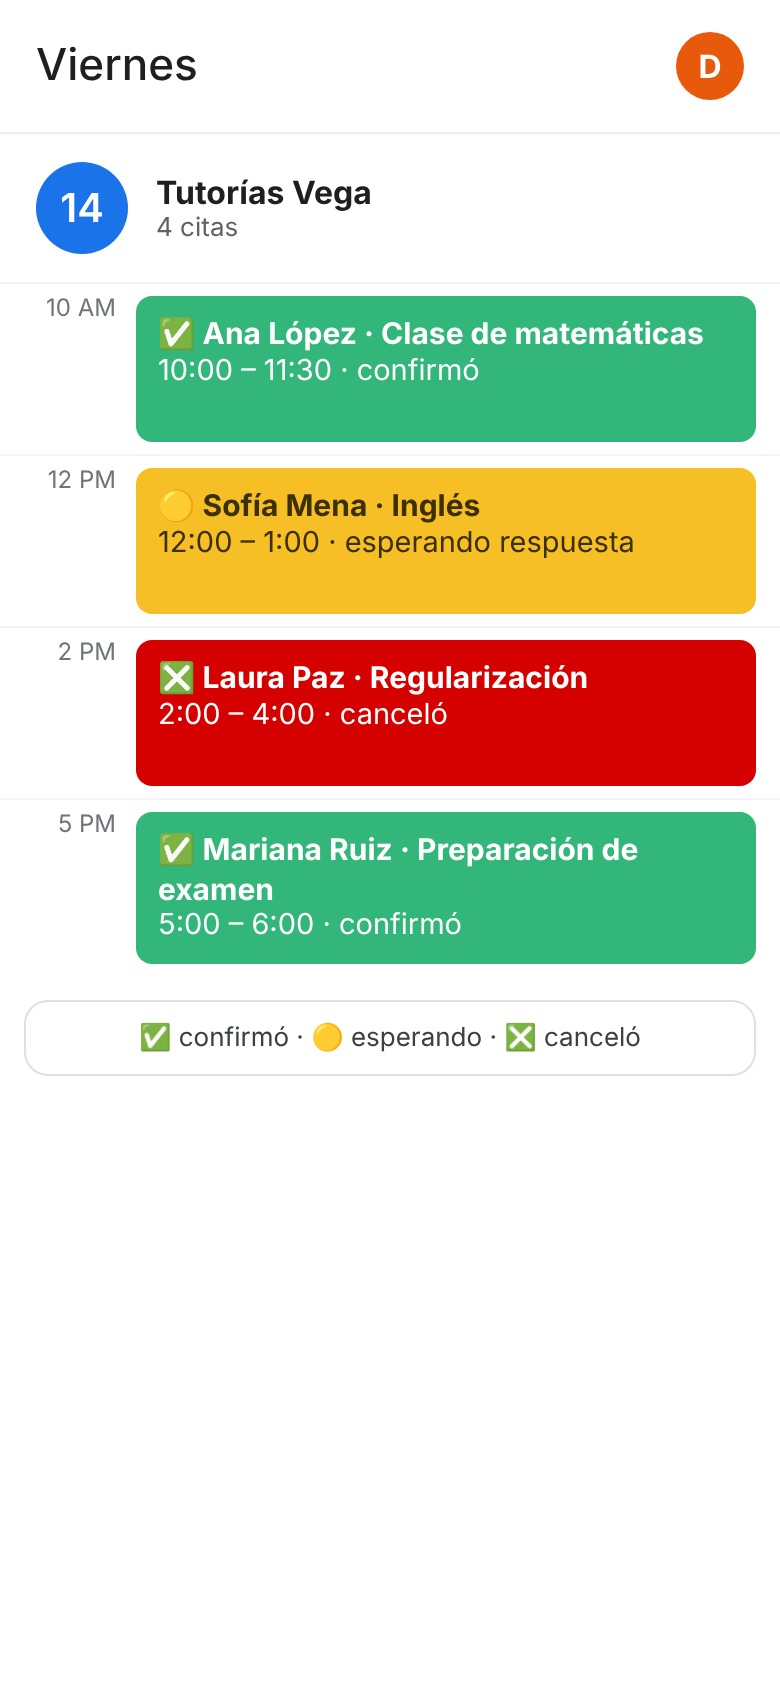 Viernes
D
14
Tutorías Vega
4 citas
10 AM
✅ Ana López · Clase de matemáticas
10:00 – 11:30 · confirmó
12 PM
🟡 Sofía Mena · Inglés
12:00 – 1:00 · esperando respuesta
2 PM
❎ Laura Paz · Regularización
2:00 – 4:00 · canceló
5 PM
✅ Mariana Ruiz · Preparación de
examen
5:00 – 6:00 · confirmó
✅ confirmó · 🟡 esperando · ❎ canceló